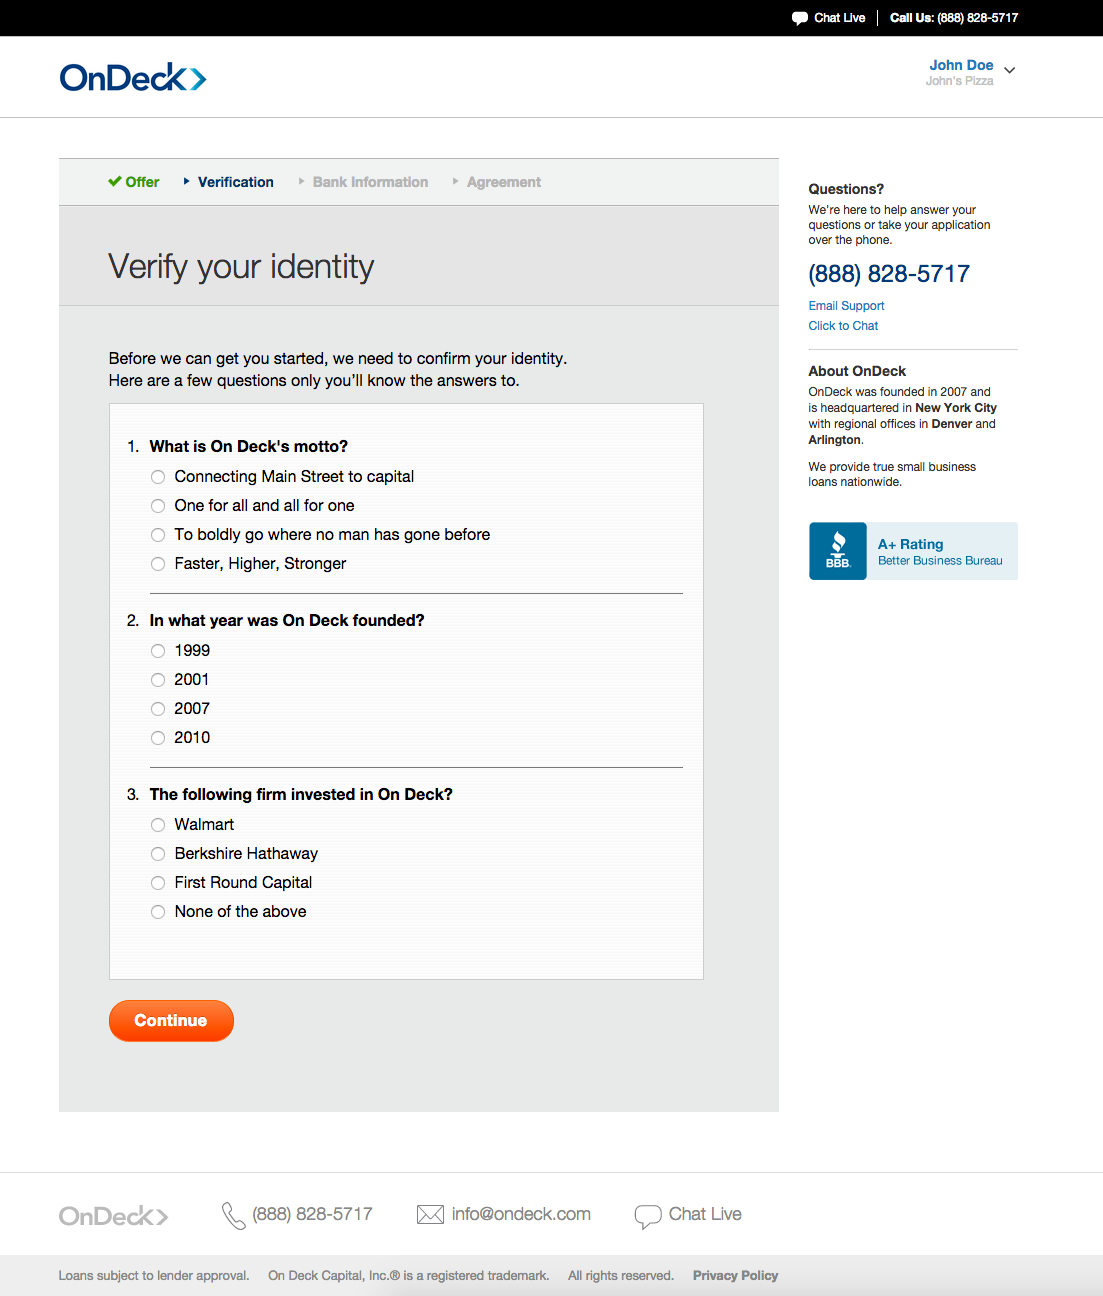 Chat Live
Call Us: (888) 828-5717
OnDeck
John Doe
John's Pizza
Offer
Verification
Bank Information
Agreement
Verify your identity
Before we can get you started, we need to confirm your identity.
Here are a few questions only you'll know the answers to.
1. What is On Deck's motto?
Connecting Main Street to capital
One for all and all for one
To boldly go where no man has gone before
Faster, Higher, Stronger
2. In what year was On Deck founded?
1999
2001
2007
2010
3. The following firm invested in On Deck?
Walmart
Berkshire Hathaway
First Round Capital
None of the above
Continue
Questions?
We're here to help answer your
questions or take your application
over the phone.
(888) 828-5717
Email Support
Click to Chat
About OnDeck
OnDeck was founded in 2007 and
is headquartered in New York City
with regional offices in Denver and
Arlington.
We provide true small business
loans nationwide.
BBB.
A+ Rating
Better Business Bureau
OnDeck
(888) 828-5717
info@ondeck.com
Chat Live
Loans subject to lender approval.
On Deck Capital, Inc.® is a registered trademark.
All rights reserved.
Privacy Policy